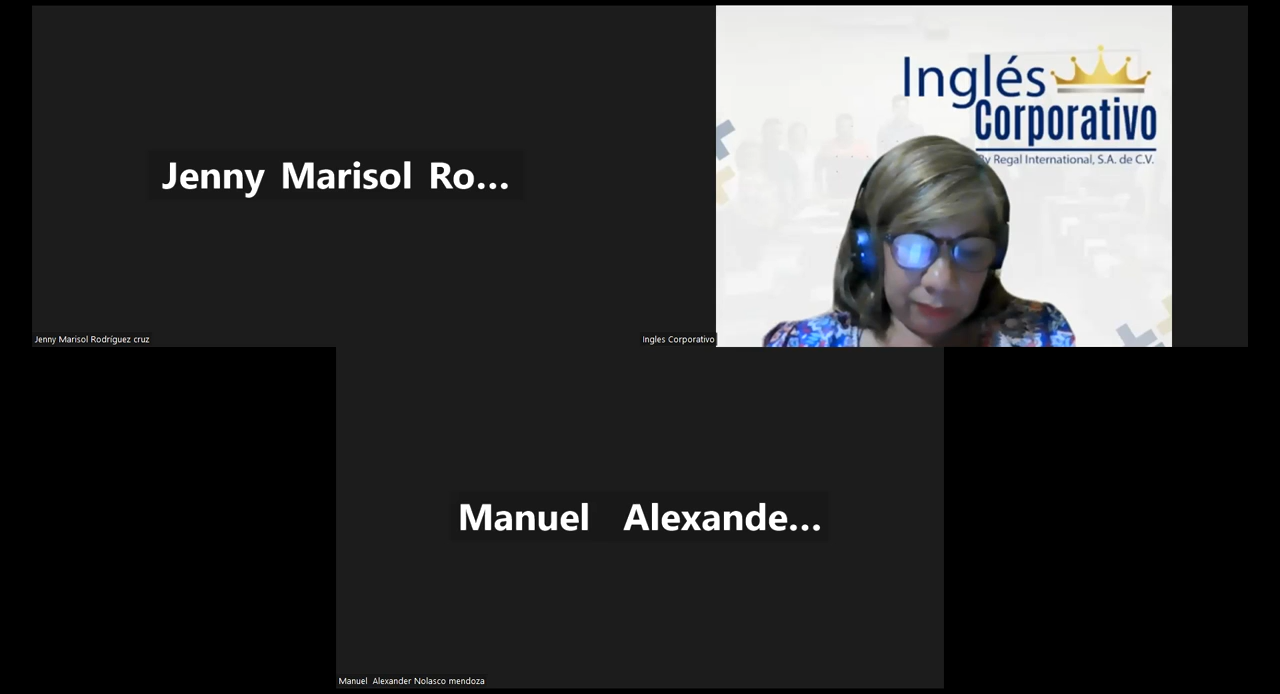 Jenny Marisol Ro...
Jenny Marisol Rodríguez cruz
Inglés
Corporativo
By Regal International, S.A. de C.V.
Ingles Corporativo
Manuel Alexande...
Manuel Alexander Nolasco mendoza